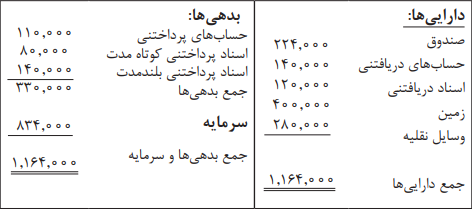 دارایی‌ها:
صندوق ۲۲۴,۰۰۰
حساب‌های دریافتنی ۱۴۰,۰۰۰
اسناد دریافتنی ۱۲۰,۰۰۰
زمین ۴۰۰,۰۰۰
وسایل نقلیه ۲۸۰,۰۰۰
جمع دارایی‌ها ۱,۱۶۴,۰۰۰
بدهی‌ها:
حساب‌های پرداختنی ۱۱۰,۰۰۰
اسناد پرداختنی کوتاه مدت ۸۰,۰۰۰
اسناد پرداختنی بلندمدت ۱۴۰,۰۰۰
جمع بدهی‌ها ۳۳۰,۰۰۰
سرمایه ۸۳۴,۰۰۰
جمع بدهی‌ها و سرمایه ۱,۱۶۴,۰۰۰